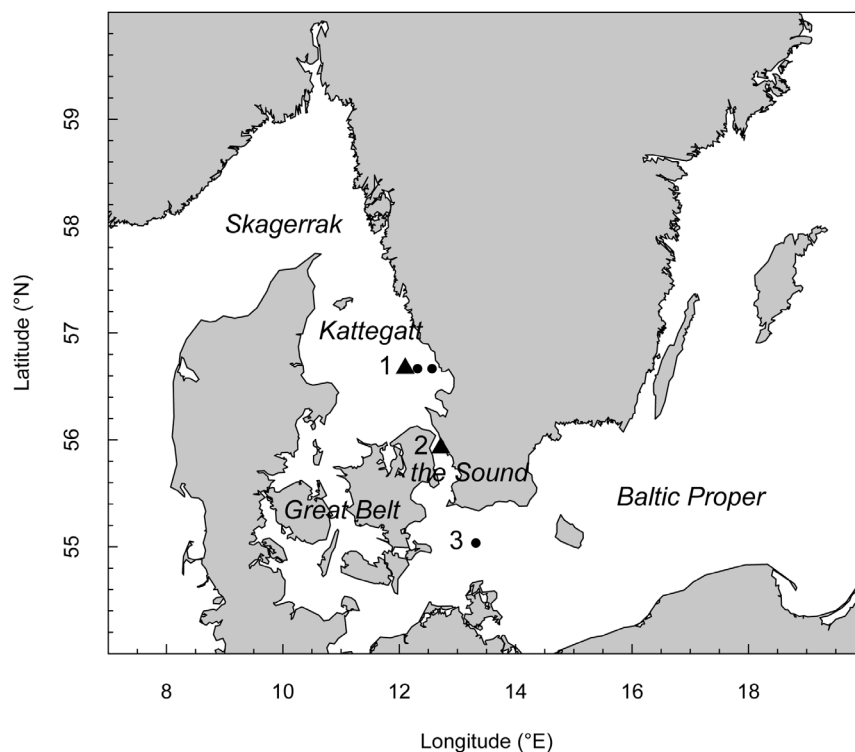 59
58
57
56
55
Latitude (°N)
Skagerrak
Kattegatt
1
2
the Sound
Great Belt
Baltic Proper
3
8 10 12 14 16 18
Longitude (°E)